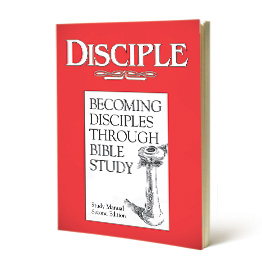 DISCIPLE
BECOMING
DISCIPLES
THROUGH
BIBLE
STUDY
Study Manual
Second Edition